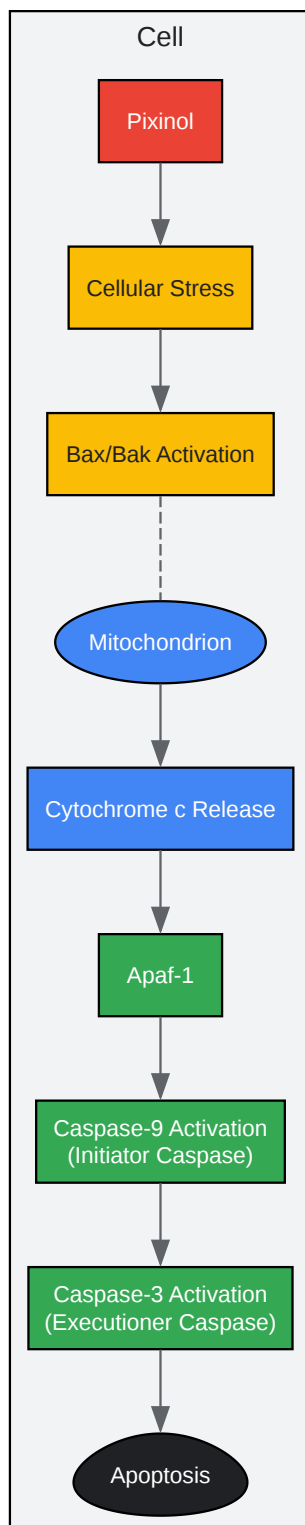 Cell
Pixinol
Cellular Stress
Bax/Bak Activation
Mitochondrion
Cytochrome c Release
Apaf-1
Caspase-9 Activation
(Initiator Caspase)
Caspase-3 Activation
(Executioner Caspase)
Apoptosis